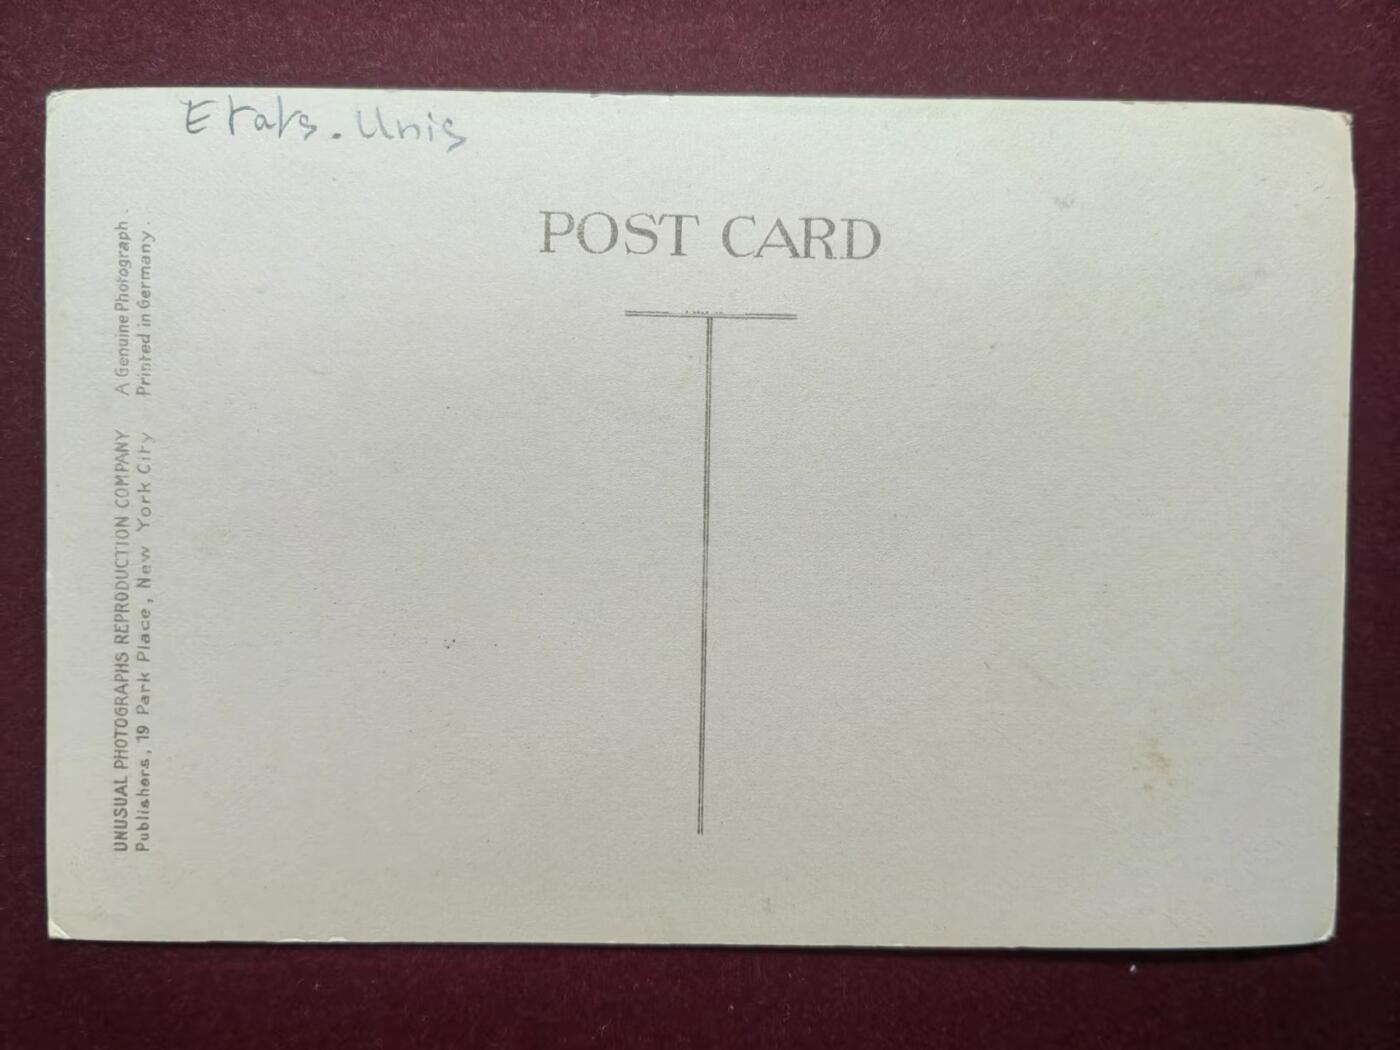 Etats-Unis
POST CARD
UNUSUAL PHOTOGRAPHS REPRODUCTION COMPANY
Publishers, 19 Park Place, New York City
A Genuine Photograph.
Printed in Germany.